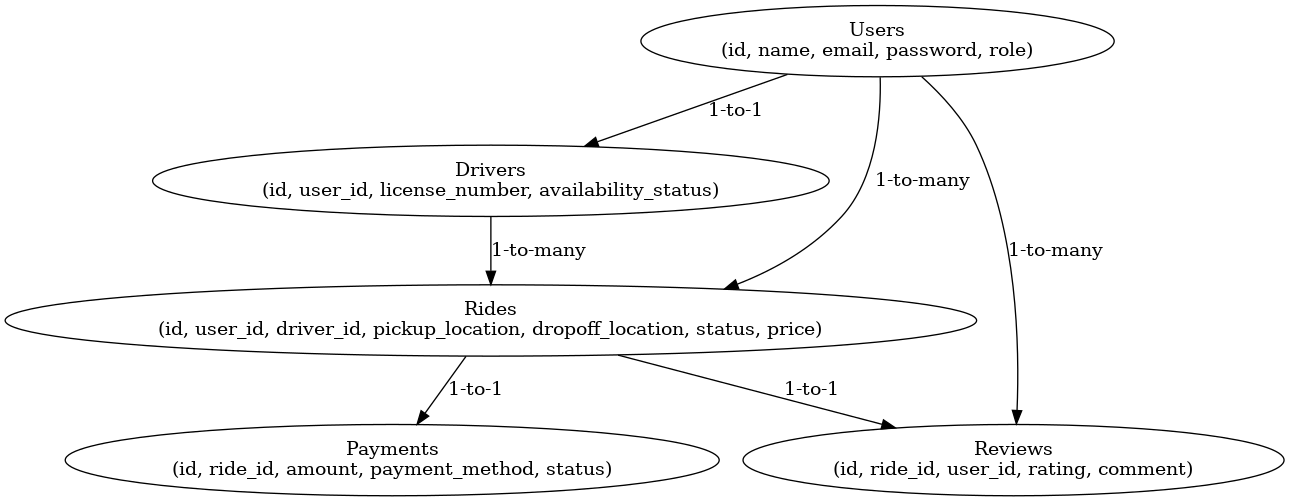 Users
(id, name, email, password, role)
1-to-1
Drivers
(id, user_id, license_number, availability_status)
1-to-many
1-to-many
1-to-many
Rides
(id, user_id, driver_id, pickup_location, dropoff_location, status, price)
1-to-1
1-to-1
Payments
(id, ride_id, amount, payment_method, status)
Reviews
(id, ride_id, user_id, rating, comment)